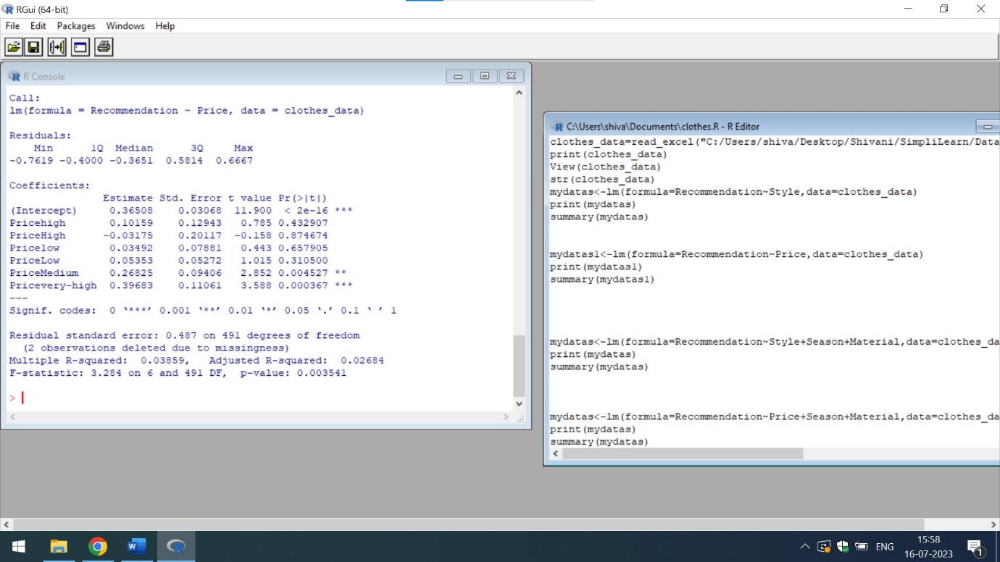 RGui (64-bit)
File Edit Packages Windows Help
R Console
Call:
lm(formula = Recommendation ~ Price, data = clothes_data)
Residuals:
Min 1Q Median 3Q Max
-0.7619 -0.4000 -0.3651 0.5814 0.6667
Coefficients:
Estimate Std. Error t value Pr(>|t|)
(Intercept) 0.36508 0.03068 11.900 < 2e-16 ***
Pricehigh 0.10159 0.12943 0.785 0.432907
PriceHigh -0.03175 0.20117 -0.158 0.874674
Pricelow 0.03492 0.07881 0.443 0.657905
PriceLow 0.05353 0.05272 1.015 0.310500
PriceMedium 0.26825 0.09406 2.852 0.004527 **
Pricevery-high 0.39683 0.11061 3.588 0.000367 ***
---
Signif. codes: 0 ‘***’ 0.001 ‘**’ 0.01 ‘*’ 0.05 ‘.’ 0.1 ‘ ’ 1
Residual standard error: 0.487 on 491 degrees of freedom
(2 observations deleted due to missingness)
Multiple R-squared: 0.03859, Adjusted R-squared: 0.02684
F-statistic: 3.284 on 6 and 491 DF, p-value: 0.003541
>
C:\Users\shiva\Documents\clothes.R - R Editor
clothes_data=read_excel("C:/Users/shiva/Desktop/Shivani/SimpliLearn/Data
print(clothes_data)
View(clothes_data)
str(clothes_data)
mydatas<-lm(formula=Recommendation~Style,data=clothes_data)
print(mydatas)
summary(mydatas)
mydatas1<-lm(formula=Recommendation~Price,data=clothes_data)
print(mydatas1)
summary(mydatas1)
mydatas<-lm(formula=Recommendation~Style+Season+Material,data=clothes_da
print(mydatas)
summary(mydatas)
mydatas<-lm(formula=Recommendation~Price+Season+Material,data=clothes_da
print(mydatas)
summary(mydatas)
ENG
15:58
16-07-2023
1